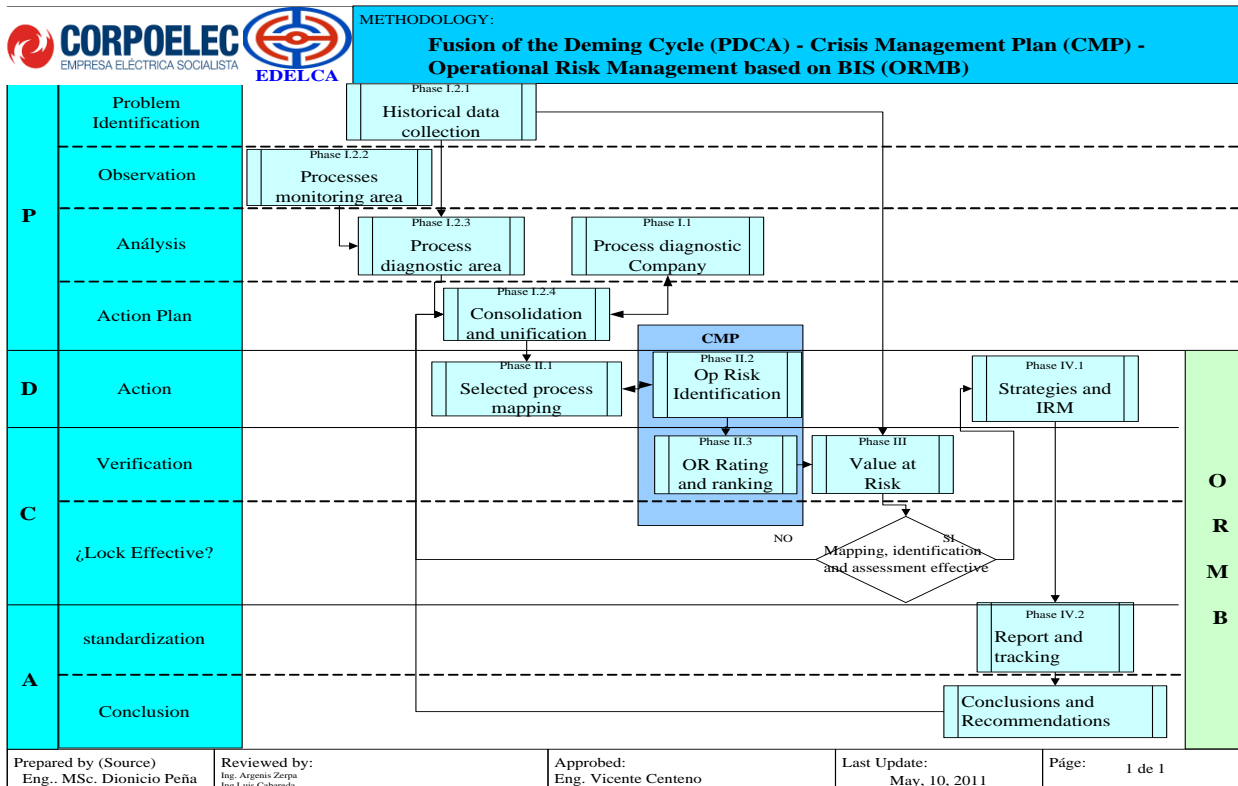 CORPOELEC
EMPRESA ELÉCTRICA SOCIALISTA
EDELCA
METHODOLOGY:
Fusion of the Deming Cycle (PDCA) - Crisis Management Plan (CMP) -
Operational Risk Management based on BIS (ORMB)
P
Problem
Identification
Phase I.2.1
Historical data
collection
Observation
Phase I.2.2
Processes
monitoring area
Análysis
Phase I.2.3
Process
diagnostic area
Phase I.1
Process diagnostic
Company
Action Plan
Phase I.2.4
Consolidation
and unification
CMP
D
Action
Phase II.1
Selected process
mapping
Phase II.2
Op Risk
Identification
Phase IV.1
Strategies and
IRM
C
Verification
Phase II.3
OR Rating
and ranking
Phase III
Value at
Risk
¿Lock Effective?
NO
SI
Mapping, identification
and assessment effective
O
R
M
B
A
standardization
Phase IV.2
Report and
tracking
Conclusion
Conclusions and
Recommendations
Prepared by (Source)
Eng.. MSc. Dionicio Peña
Reviewed by:
Ing. Argenis Zerpa
Ing Luis Cabareda
Approved:
Eng. Vicente Centeno
Last Update:
May, 10, 2011
Páge:
1 de 1